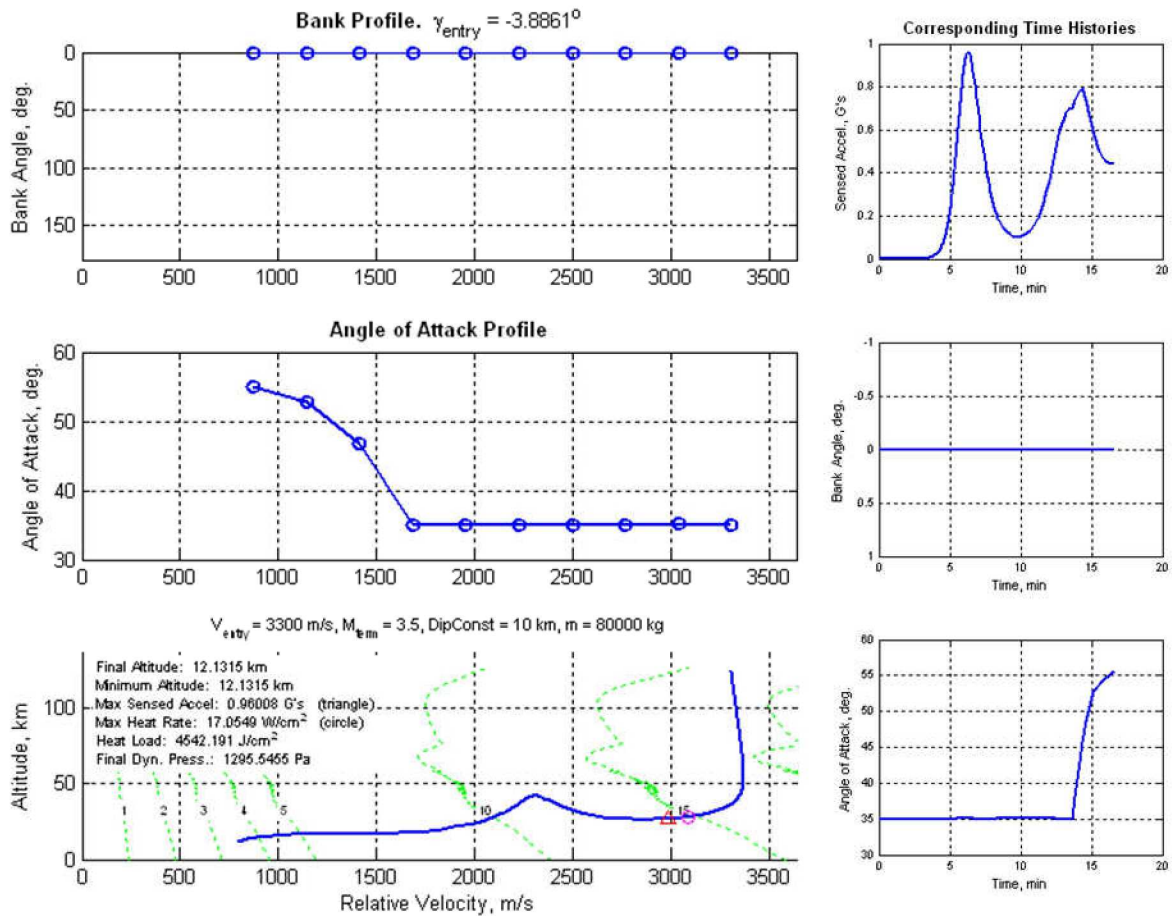 Bank Profile. γentry = -3.8861o
0
50
100
150
Bank Angle, deg.
0 500 1000 1500 2000 2500 3000 3500
Angle of Attack Profile
60
50
40
30
Angle of Attack, deg.
0 500 1000 1500 2000 2500 3000 3500
Ventry = 3300 m/s, Mterm = 3.5, DipConst = 10 km, m = 80000 kg
Final Altitude: 12.1315 km
Minimum Altitude: 12.1315 km
Max Sensed Accel: 0.96008 G's (triangle)
Max Heat Rate: 17.0549 W/cm2 (circle)
Heat Load: 4542.191 J/cm2
Final Dyn. Press.: 1295.5455 Pa
100
50
0
Altitude, km
1 2 3 4 5 10 15
0 500 1000 1500 2000 2500 3000 3500
Relative Velocity, m/s
Corresponding Time Histories
1
0.8
0.6
0.4
0.2
0
Sensed Accel., G's
0 5 10 15 20
Time, min
-1
-0.5
0
0.5
1
Bank Angle, deg.
0 5 10 15 20
Time, min
60
55
50
45
40
35
30
Angle of Attack, deg.
0 5 10 15 20
Time, min